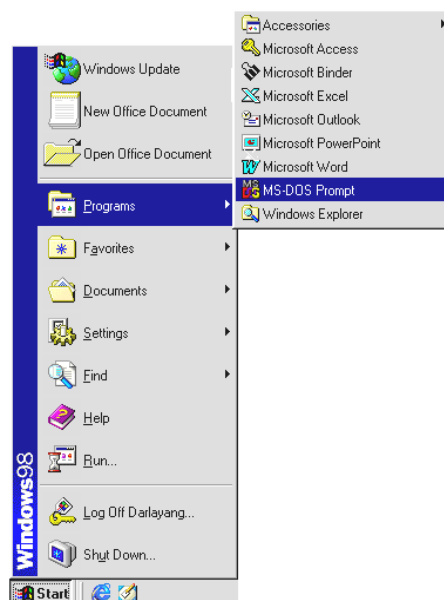 Accessories
Microsoft Access
Microsoft Binder
Microsoft Excel
Microsoft Outlook
Microsoft PowerPoint
Microsoft Word
MS-DOS Prompt
Windows Explorer
Windows Update
New Office Document
Open Office Document
Programs
Favorites
Documents
Settings
Find
Help
Run...
Log Off Darlayang...
Shut Down...
Windows98
Start